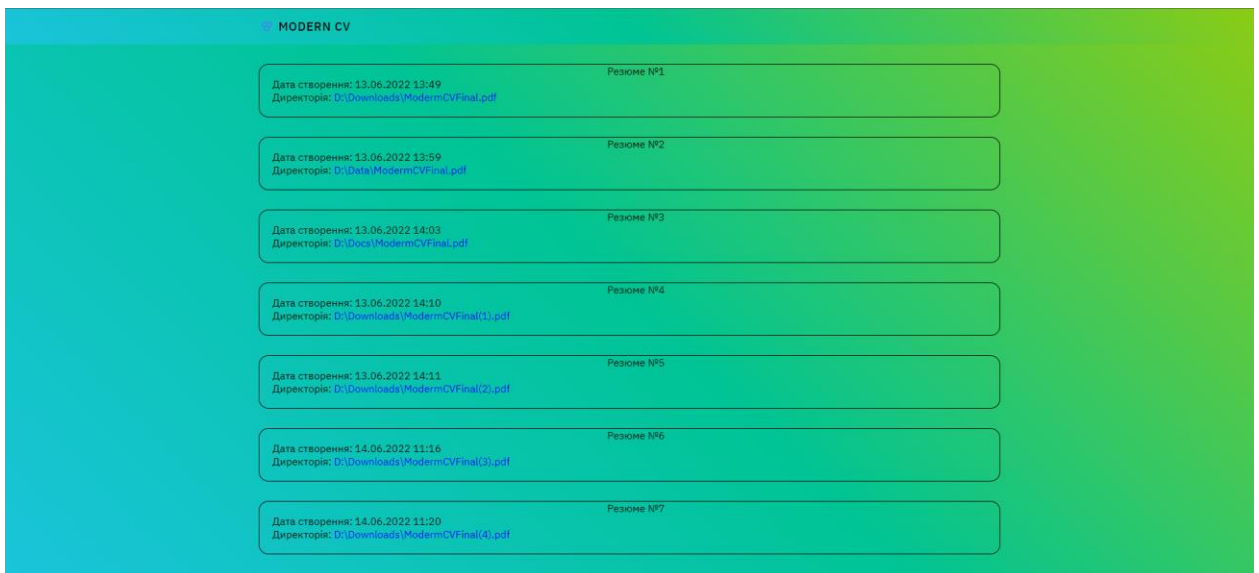 MODERN CV
Резюме №1
Дата створення: 13.06.2022 13:49
Директорія: D:\Downloads\ModermCVFinal.pdf
Резюме №2
Дата створення: 13.06.2022 13:59
Директорія: D:\Data\ModermCVFinal.pdf
Резюме №3
Дата створення: 13.06.2022 14:03
Директорія: D:\Docs\ModermCVFinal.pdf
Резюме №4
Дата створення: 13.06.2022 14:10
Директорія: D:\Downloads\ModermCVFinal(1).pdf
Резюме №5
Дата створення: 13.06.2022 14:11
Директорія: D:\Downloads\ModermCVFinal(2).pdf
Резюме №6
Дата створення: 14.06.2022 11:16
Директорія: D:\Downloads\ModermCVFinal(3).pdf
Резюме №7
Дата створення: 14.06.2022 11:20
Директорія: D:\Downloads\ModermCVFinal(4).pdf